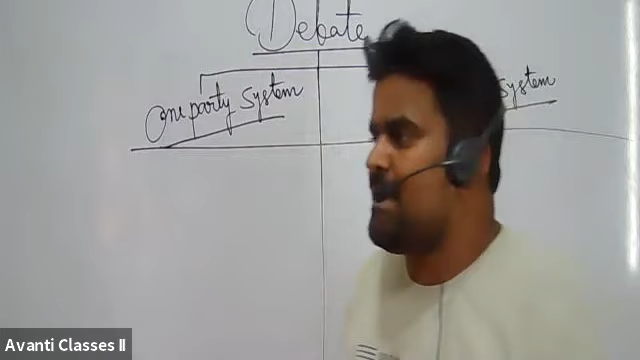 Debate
One party System
System
Avanti Classes II